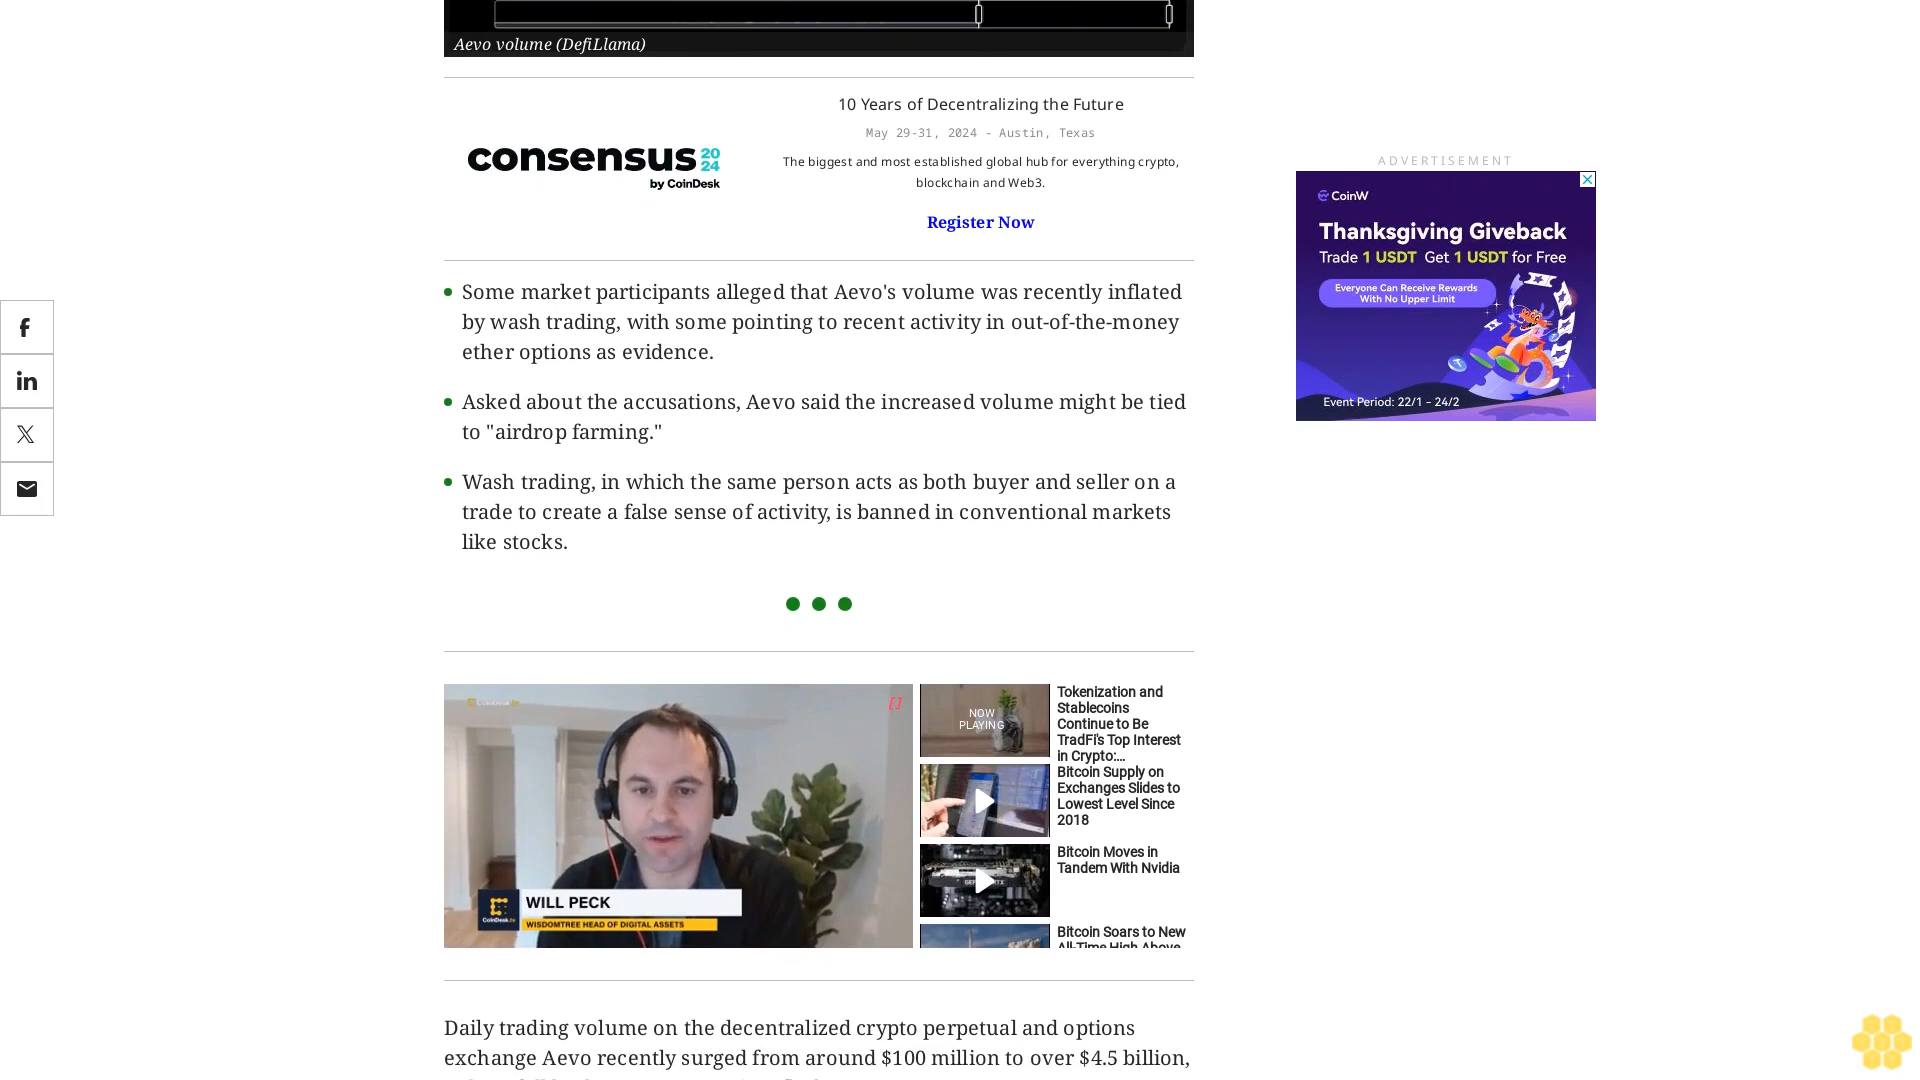 Aevo volume (DefiLlama)
consensus 2024
by CoinDesk
10 Years of Decentralizing the Future
May 29-31, 2024 - Austin, Texas
The biggest and most established global hub for everything crypto,
blockchain and Web3.
Register Now
Some market participants alleged that Aevo's volume was recently inflated
by wash trading, with some pointing to recent activity in out-of-the-money
ether options as evidence.
Asked about the accusations, Aevo said the increased volume might be tied
to "airdrop farming."
Wash trading, in which the same person acts as both buyer and seller on a
trade to create a false sense of activity, is banned in conventional markets
like stocks.
CoinDesk
WILL PECK
CoinDesk.tv
WISDOMTREE HEAD OF DIGITAL ASSETS
NOW
PLAYING
Tokenization and
Stablecoins
Continue to Be
TradFi's Top Interest
in Crypto:...
Bitcoin Supply on
Exchanges Slides to
Lowest Level Since
2018
Bitcoin Moves in
Tandem With Nvidia
Bitcoin Soars to New
All-Time High Above
Daily trading volume on the decentralized crypto perpetual and options
exchange Aevo recently surged from around $100 million to over $4.5 billion,
ADVERTISEMENT
CoinW
Thanksgiving Giveback
Trade 1 USDT Get 1 USDT for Free
Everyone Can Receive Rewards
With No Upper Limit
Event Period: 22/1 - 24/2